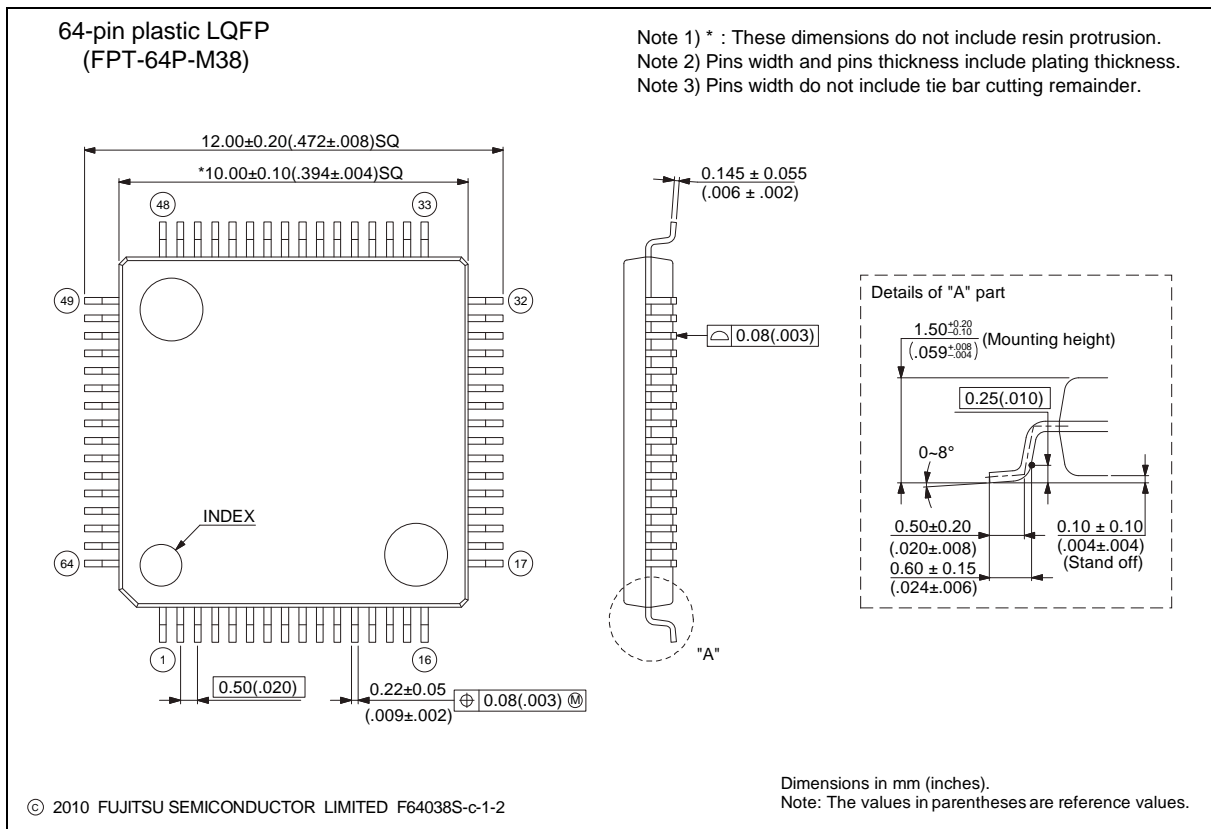 64-pin plastic LQFP
(FPT-64P-M38)
Note 1) * : These dimensions do not include resin protrusion.
Note 2) Pins width and pins thickness include plating thickness.
Note 3) Pins width do not include tie bar cutting remainder.
12.00±0.20(.472±.008)SQ
*10.00±0.10(.394±.004)SQ
48
33
49
32
INDEX
64
17
1
16
0.50(.020)
0.22±0.05
(.009±.002)
⌖ 0.08(.003) Ⓜ
0.145 ± 0.055
(.006 ± .002)
⌓ 0.08(.003)
"A"
Details of "A" part
1.50 +0.20 –0.10
(.059 +.008 –.004)
(Mounting height)
0.25(.010)
0~8°
0.50±0.20
(.020±.008)
0.60 ± 0.15
(.024±.006)
0.10 ± 0.10
(.004±.004)
(Stand off)
© 2010 FUJITSU SEMICONDUCTOR LIMITED F64038S-c-1-2
Dimensions in mm (inches).
Note: The values in parentheses are reference values.